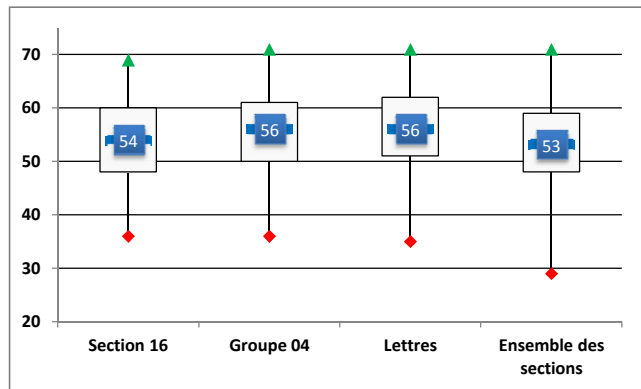 70
60
50
40
30
20
54
56
56
53
Section 16
Groupe 04
Lettres
Ensemble des
sections